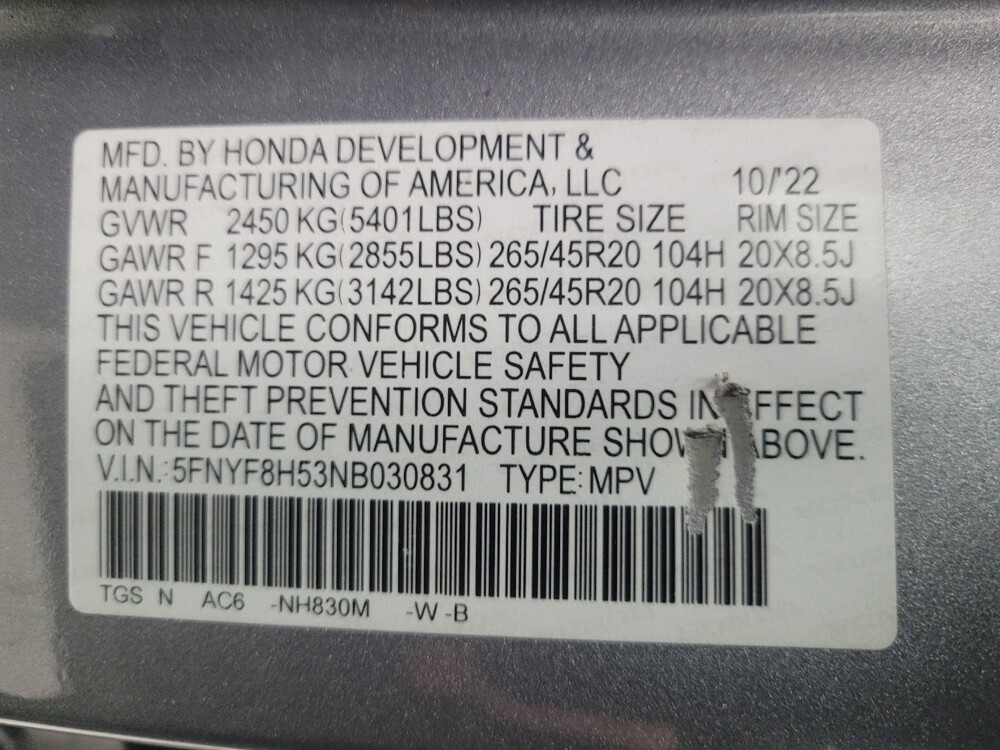 MFD. BY HONDA DEVELOPMENT &
MANUFACTURING OF AMERICA, LLC 10/'22
GVWR 2450 KG(5401LBS) TIRE SIZE RIM SIZE
GAWR F 1295 KG(2855LBS) 265/45R20 104H 20X8.5J
GAWR R 1425 KG(3142LBS) 265/45R20 104H 20X8.5J
THIS VEHICLE CONFORMS TO ALL APPLICABLE
FEDERAL MOTOR VEHICLE SAFETY
AND THEFT PREVENTION STANDARDS IN EFFECT
ON THE DATE OF MANUFACTURE SHOWN ABOVE.
V.I.N.: 5FNYF8H53NB030831 TYPE: MPV
TGS N AC6 -NH830M -W -B